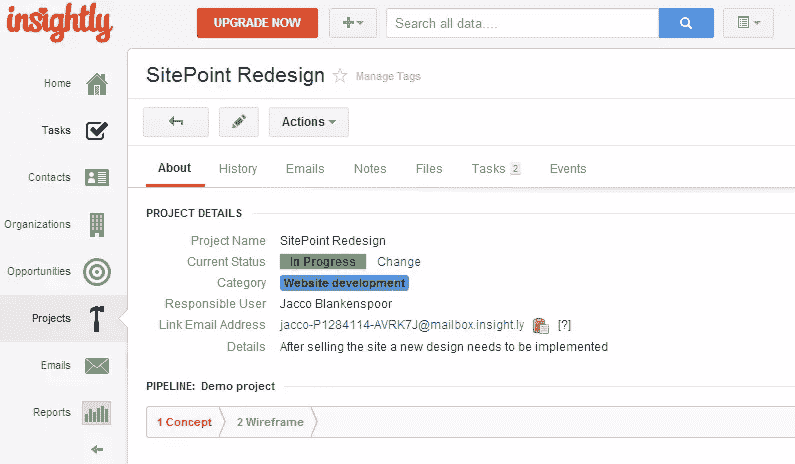 insightly
UPGRADE NOW
Search all data....
Home
Tasks
Contacts
Organizations
Opportunities
Projects
Emails
Reports
SitePoint Redesign Manage Tags
Actions
About History Emails Notes Files Tasks 2 Events
PROJECT DETAILS
Project Name SitePoint Redesign
Current Status In Progress Change
Category Website development
Responsible User Jacco Blankenspoor
Link Email Address jacco-P1284114-AVRK7J@mailbox.insight.ly [?]
Details After selling the site a new design needs to be implemented
PIPELINE: Demo project
1 Concept 2 Wireframe